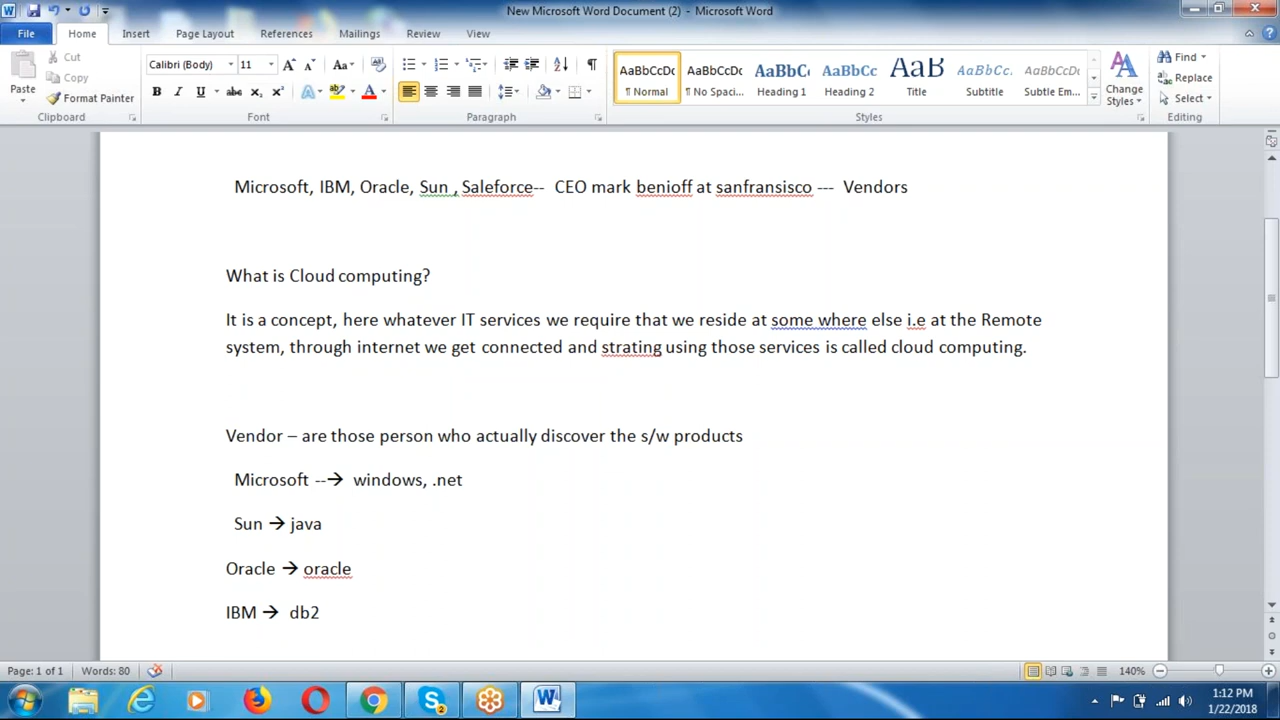 New Microsoft Word Document (2) - Microsoft Word
File Home Insert Page Layout References Mailings Review View
Paste
Cut
Copy
Format Painter
Clipboard
Calibri (Body) 11
Font
Paragraph
AaBbCcDc AaBbCcDc AaBbC AaBbCc AaB AaBbCc. AaBbCcDc
¶ Normal ¶ No Spaci... Heading 1 Heading 2 Title Subtitle Subtle Em...
Styles
Change Styles
Find
Replace
Select
Editing
Microsoft, IBM, Oracle, Sun , Saleforce-- CEO mark benioff at sanfransisco --- Vendors
What is Cloud computing?
It is a concept, here whatever IT services we require that we reside at some where else i.e at the Remote
system, through internet we get connected and strating using those services is called cloud computing.
Vendor – are those person who actually discover the s/w products
Microsoft --→ windows, .net
Sun → java
Oracle → oracle
IBM → db2
Page: 1 of 1 Words: 80 140%
1:12 PM
1/22/2018